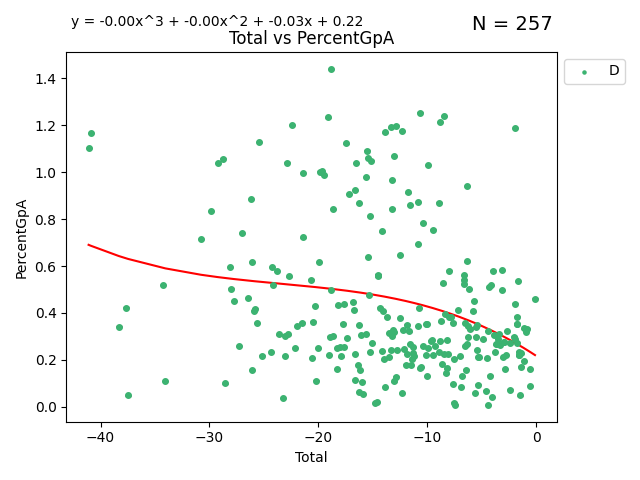 y = -0.00x^3 + -0.00x^2 + -0.03x + 0.22
N = 257
Total vs PercentGpA
D
PercentGpA
1.4
1.2
1.0
0.8
0.6
0.4
0.2
0.0
−40 −30 −20 −10 0
Total